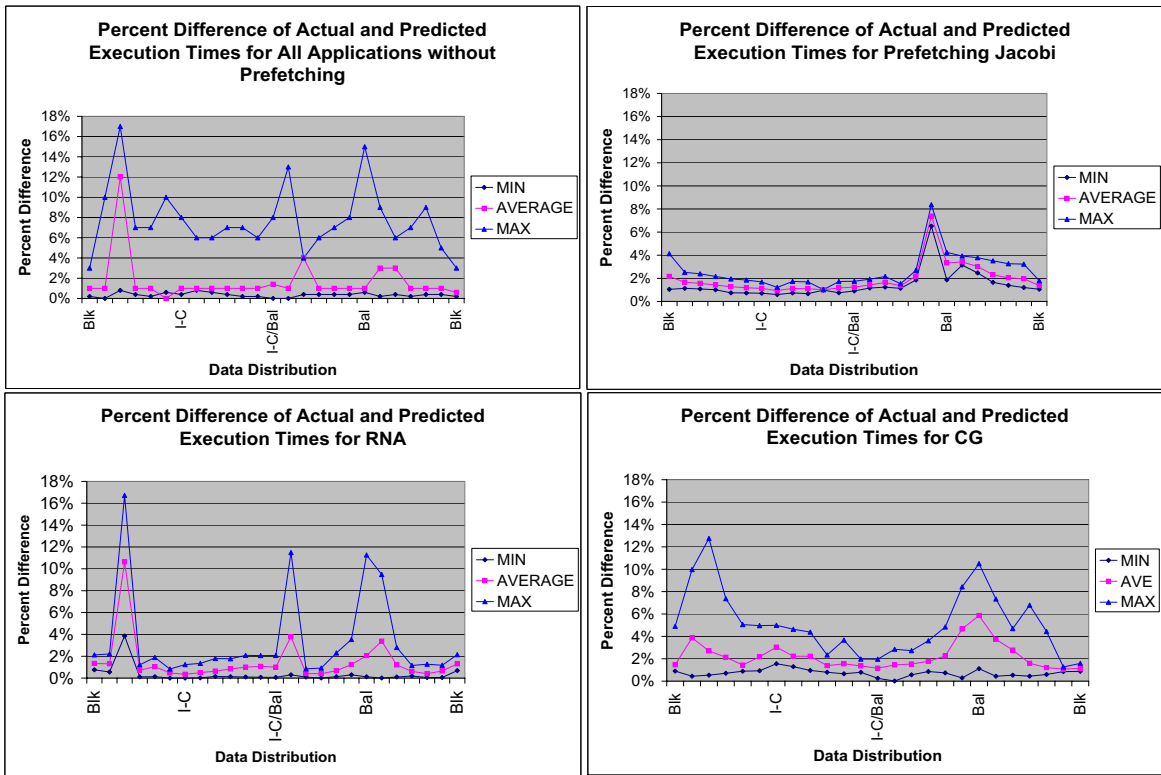 Percent Difference of Actual and Predicted
Execution Times for All Applications without
Prefetching
18%
16%
14%
12%
10%
8%
6%
4%
2%
0%
Percent Difference
Blk
I-C
I-C/Bal
Bal
Blk
Data Distribution
MIN
AVERAGE
MAX
Percent Difference of Actual and Predicted
Execution Times for Prefetching Jacobi
18%
16%
14%
12%
10%
8%
6%
4%
2%
0%
Percent Difference
Blk
I-C
I-C/Bal
Bal
Blk
Data Distribution
MIN
AVERAGE
MAX
Percent Difference of Actual and Predicted
Execution Times for RNA
18%
16%
14%
12%
10%
8%
6%
4%
2%
0%
Percent Difference
Blk
I-C
I-C/Bal
Bal
Blk
Data Distribution
MIN
AVERAGE
MAX
Percent Difference of Actual and Predicted
Execution Times for CG
18%
16%
14%
12%
10%
8%
6%
4%
2%
0%
Percent Difference
Blk
I-C
I-C/Bal
Bal
Blk
Data Distribution
MIN
AVE
MAX